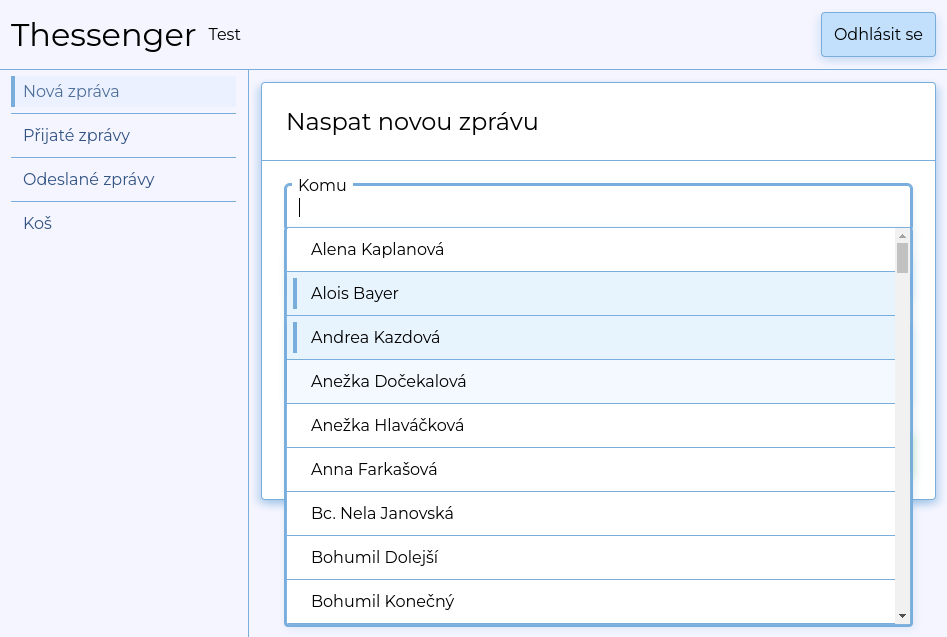 Thessenger Test
Odhlásit se
Nová zpráva
Přijaté zprávy
Odeslané zprávy
Koš
Naspat novou zprávu
Komu
Alena Kaplanová
Alois Bayer
Andrea Kazdová
Anežka Dočekalová
Anežka Hlaváčková
Anna Farkašová
Bc. Nela Janovská
Bohumil Dolejší
Bohumil Konečný